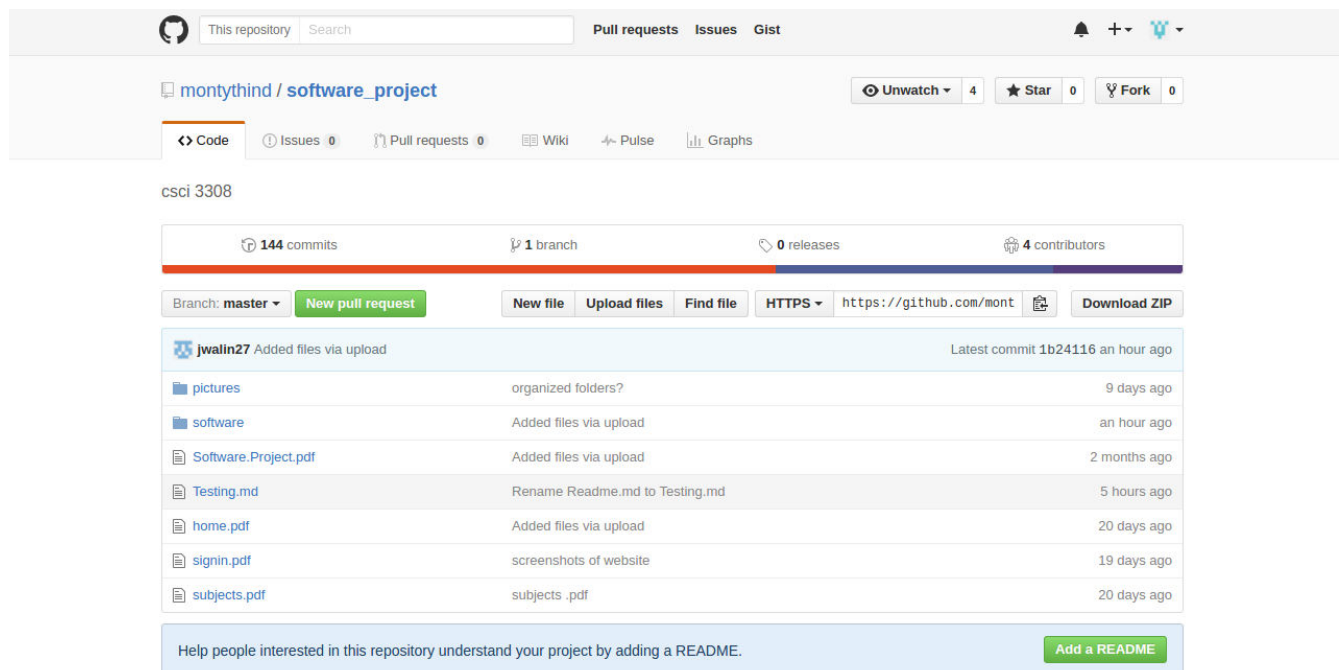 This repository Search Pull requests Issues Gist
montythind / software_project Unwatch 4 Star 0 Fork 0
Code Issues 0 Pull requests 0 Wiki Pulse Graphs
csci 3308
144 commits 1 branch 0 releases 4 contributors
Branch: master New pull request New file Upload files Find file HTTPS https://github.com/mont Download ZIP
jwalin27 Added files via upload Latest commit 1b24116 an hour ago
pictures organized folders? 9 days ago
software Added files via upload an hour ago
Software.Project.pdf Added files via upload 2 months ago
Testing.md Rename Readme.md to Testing.md 5 hours ago
home.pdf Added files via upload 20 days ago
signin.pdf screenshots of website 19 days ago
subjects.pdf subjects .pdf 20 days ago
Help people interested in this repository understand your project by adding a README. Add a README